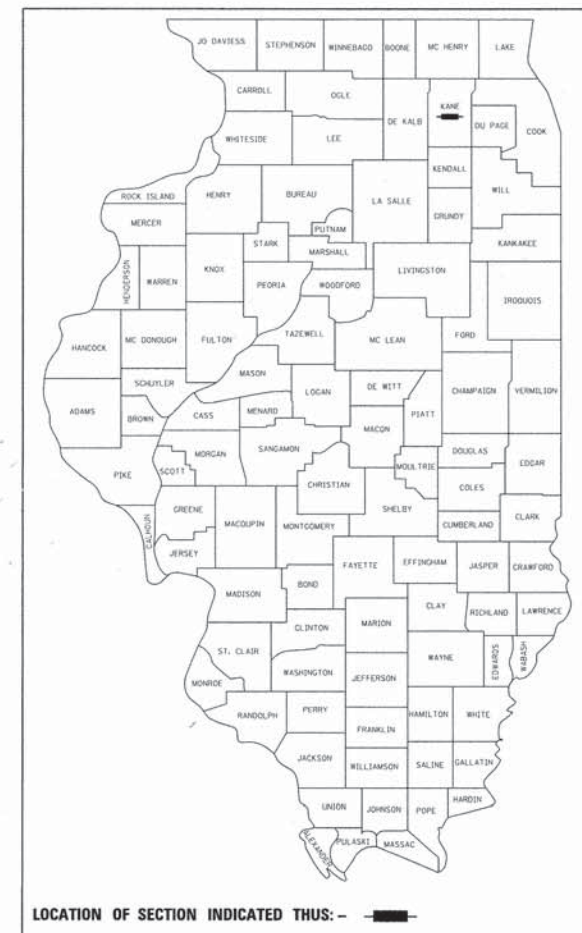 JO DAVIESS STEPHENSON WINNEBAGO BOONE MC HENRY LAKE
CARROLL OGLE DE KALB KANE DU PAGE COOK
WHITESIDE LEE KENDALL WILL
ROCK ISLAND HENRY BUREAU LA SALLE GRUNDY
MERCER PUTNAM KANKAKEE
STARK MARSHALL LIVINGSTON
HENDERSON WARREN KNOX PEORIA WOODFORD IROQUOIS
TAZEWELL FORD
HANCOCK MC DONOUGH FULTON MC LEAN
MASON
SCHUYLER LOGAN DE WITT CHAMPAIGN VERMILION
ADAMS BROWN CASS MENARD PIATT
MACON
MORGAN SANGAMON DOUGLAS EDGAR
PIKE SCOTT MOULTRIE
CHRISTIAN COLES
GREENE SHELBY
CALHOUN MACOUPIN MONTGOMERY CUMBERLAND CLARK
JERSEY
FAYETTE EFFINGHAM JASPER CRAWFORD
MADISON BOND
CLAY RICHLAND LAWRENCE
CLINTON MARION
ST. CLAIR WAYNE EDWARDS WABASH
WASHINGTON JEFFERSON
MONROE
RANDOLPH PERRY HAMILTON WHITE
FRANKLIN
JACKSON WILLIAMSON SALINE GALLATIN
UNION JOHNSON POPE HARDIN
ALEXANDER PULASKI MASSAC
LOCATION OF SECTION INDICATED THUS: -